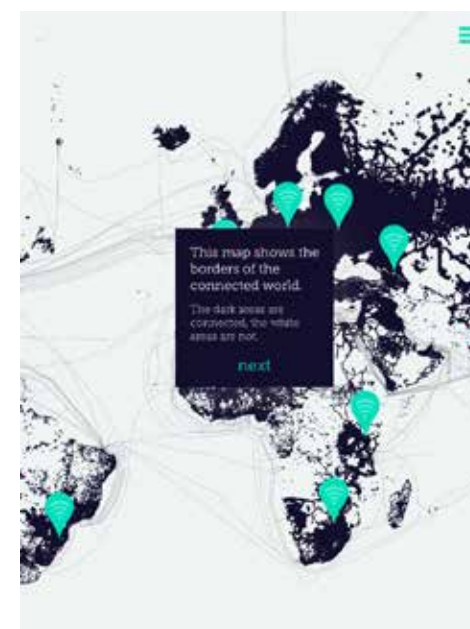 This map shows the
borders of the
connected world.
The dark areas are
connected, the white
areas are not.
next